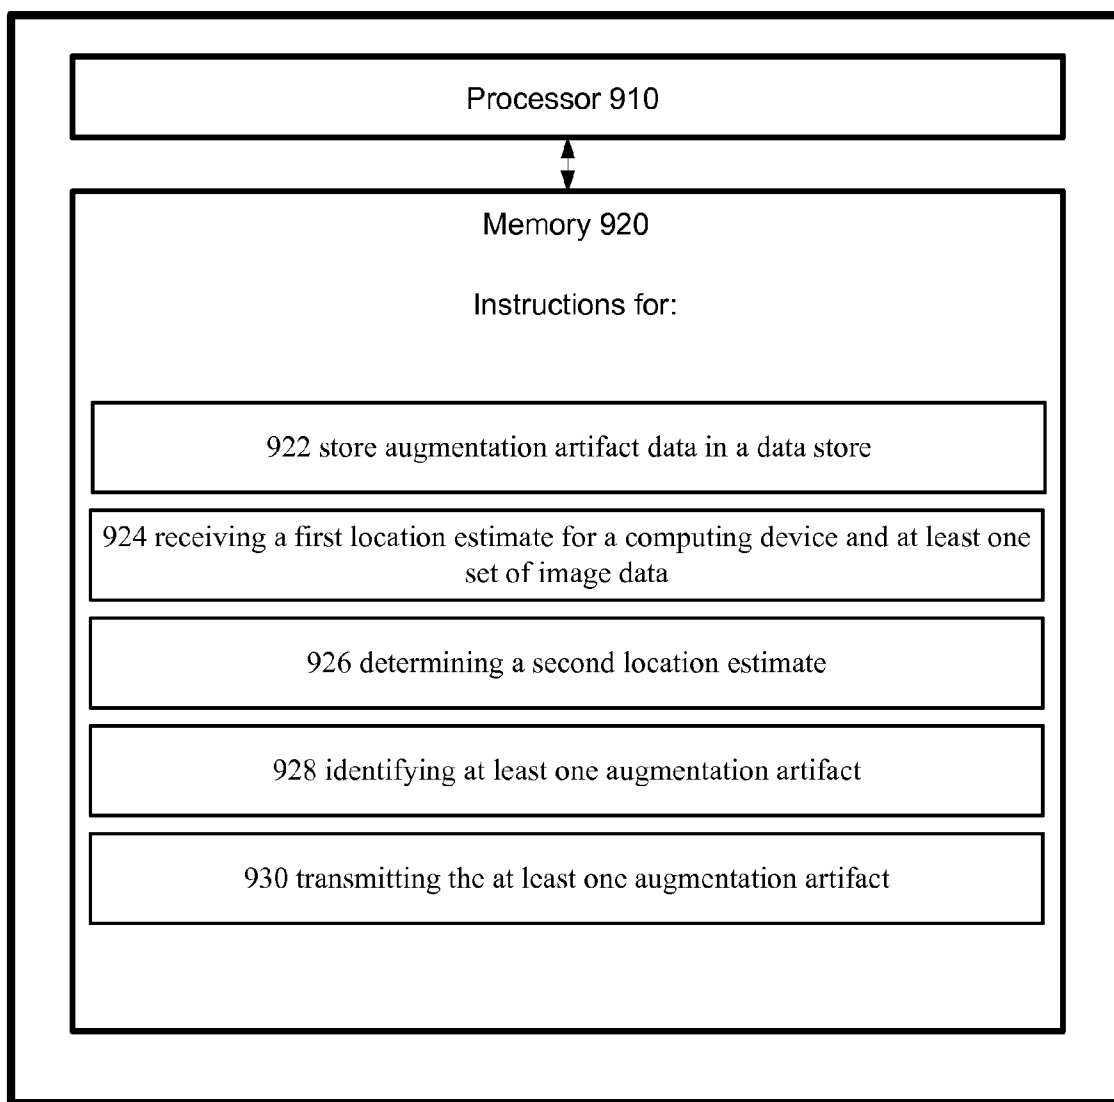 Processor 910
Memory 920
Instructions for:
922 store augmentation artifact data in a data store
924 receiving a first location estimate for a computing device and at least one
set of image data
926 determining a second location estimate
928 identifying at least one augmentation artifact
930 transmitting the at least one augmentation artifact